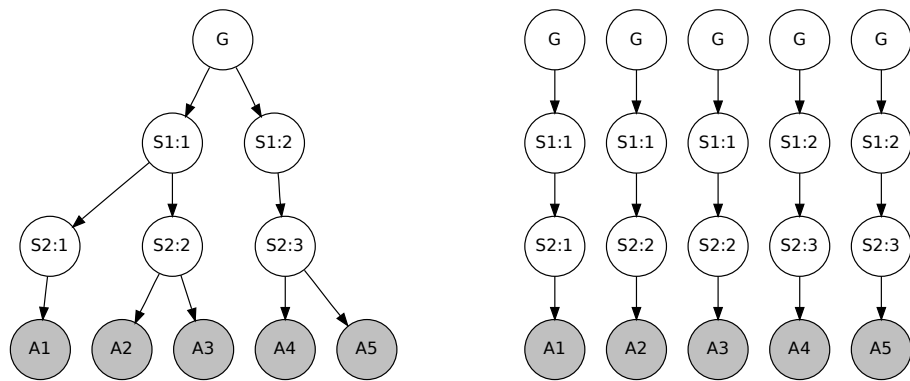 G G G G G G
S1:1 S1:2 S1:1 S1:1 S1:1 S1:2 S1:2
S2:1 S2:2 S2:3 S2:1 S2:2 S2:2 S2:3 S2:3
A1 A2 A3 A4 A5 A1 A2 A3 A4 A5